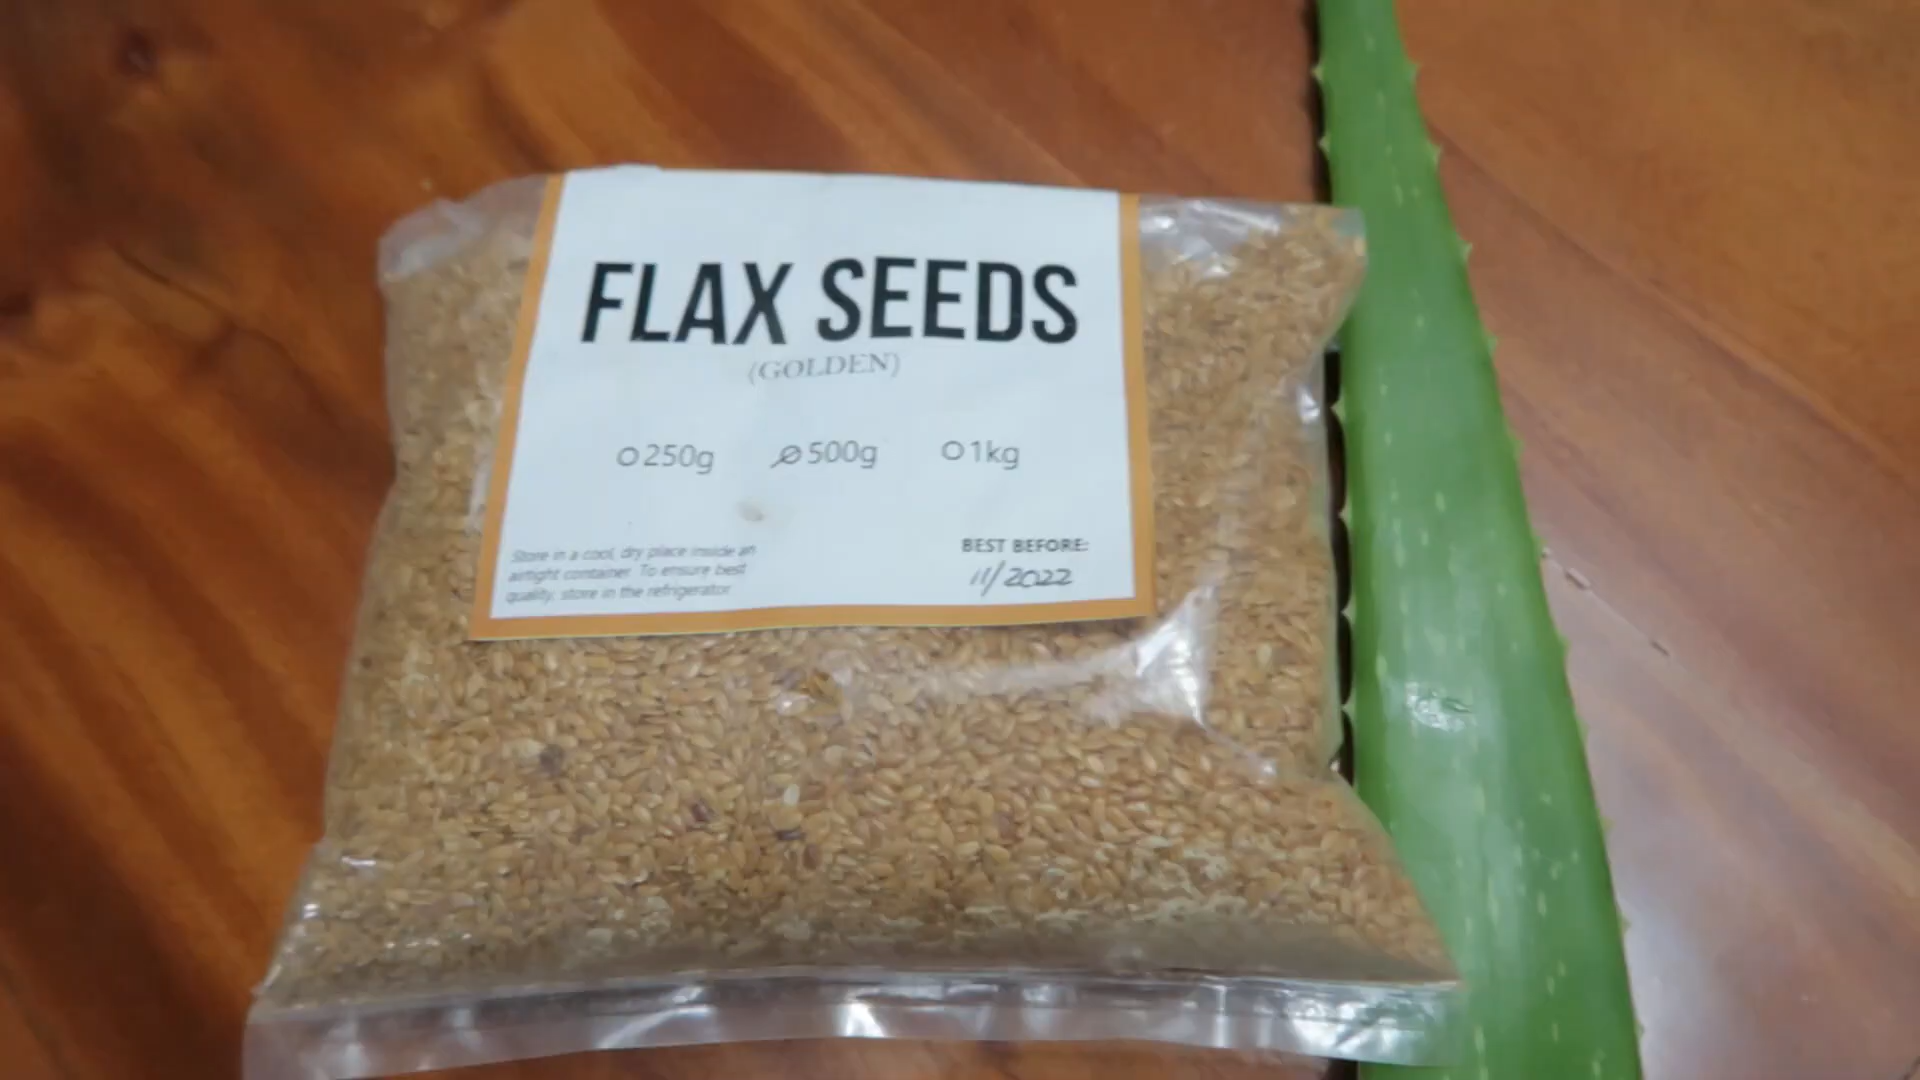 FLAX SEEDS
(GOLDEN)
250g 500g 1kg
Store in a cool, dry place inside an
airtight container. To ensure best
quality, store in the refrigerator.
BEST BEFORE:
11/2022